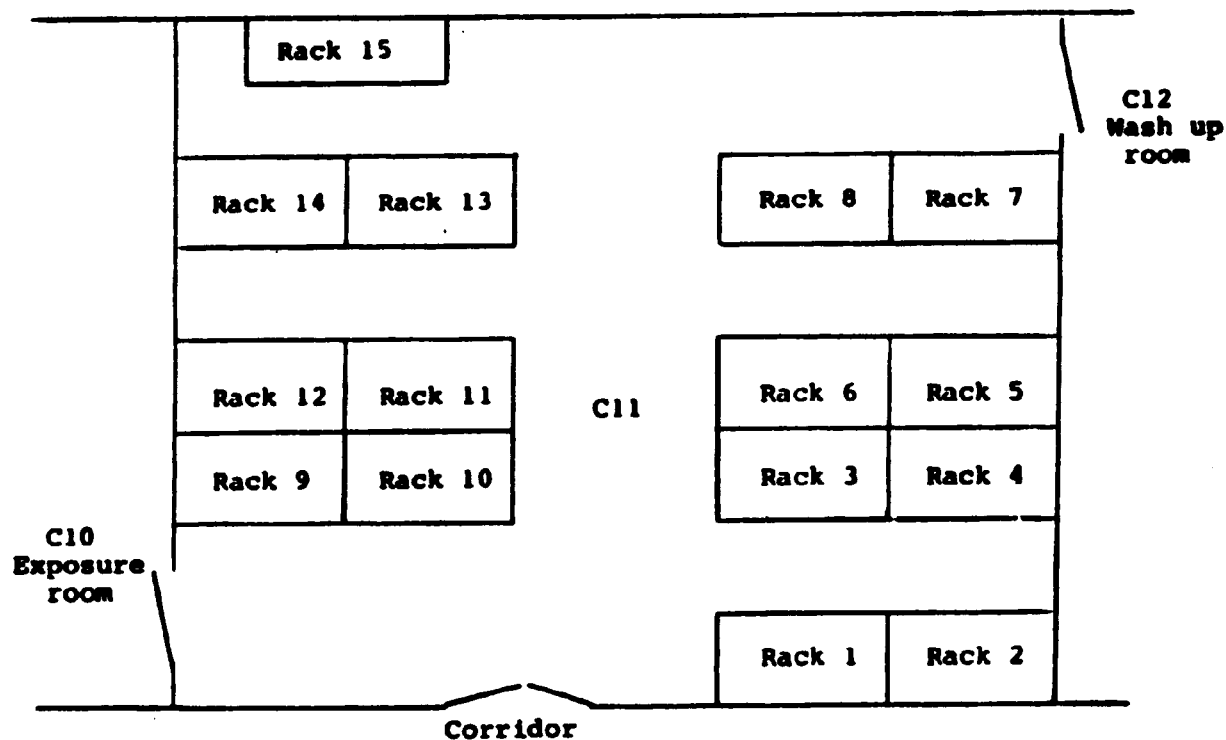 Rack 15
C12
Wash up
room
Rack 14 Rack 13 Rack 8 Rack 7
Rack 12 Rack 11 C11 Rack 6 Rack 5
Rack 9 Rack 10 Rack 3 Rack 4
C10
Exposure
room
Rack 1 Rack 2
Corridor